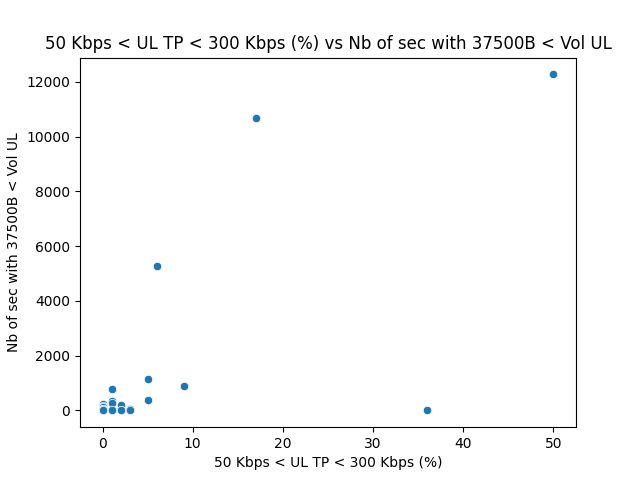 50 Kbps < UL TP < 300 Kbps (%) vs Nb of sec with 37500B < Vol UL
12000
10000
8000
6000
4000
2000
0
Nb of sec with 37500B < Vol UL
0 10 20 30 40 50
50 Kbps < UL TP < 300 Kbps (%)